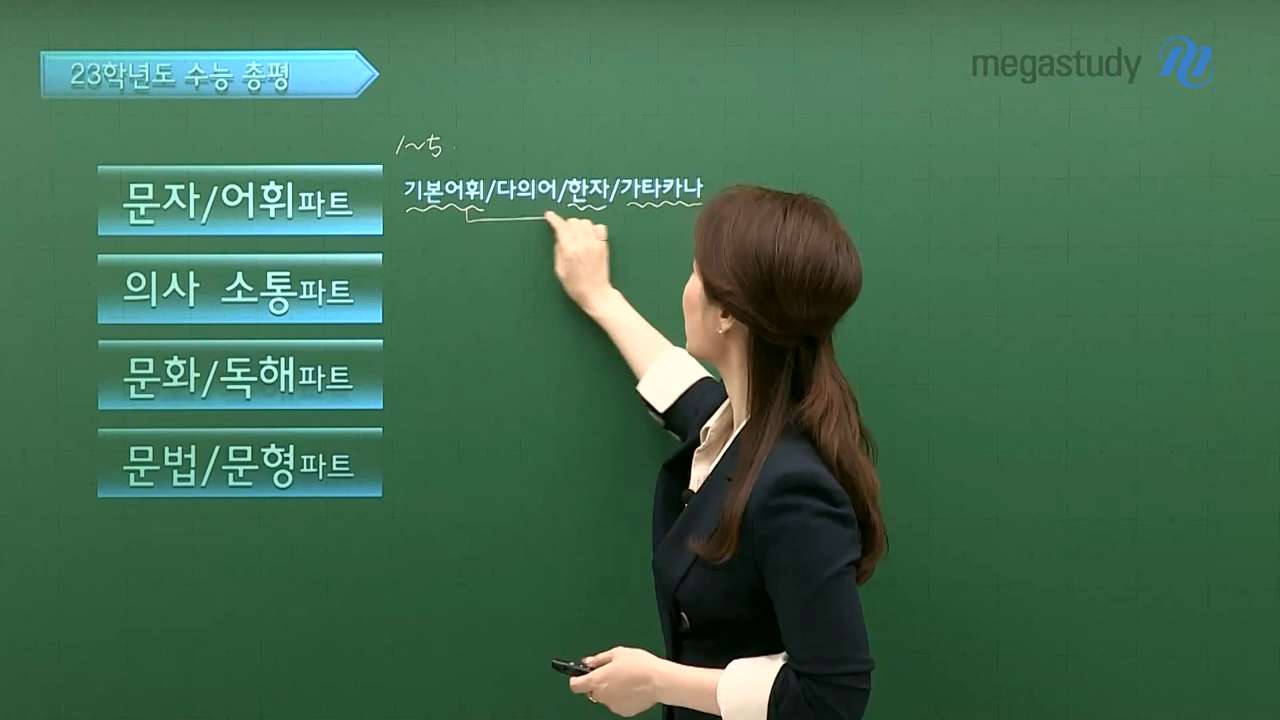 23학년도 수능 총평
megastudy
1~5
문자/어휘파트
기본어휘/다의어/한자/가타카나
의사 소통파트
문화/독해파트
문법/문형파트